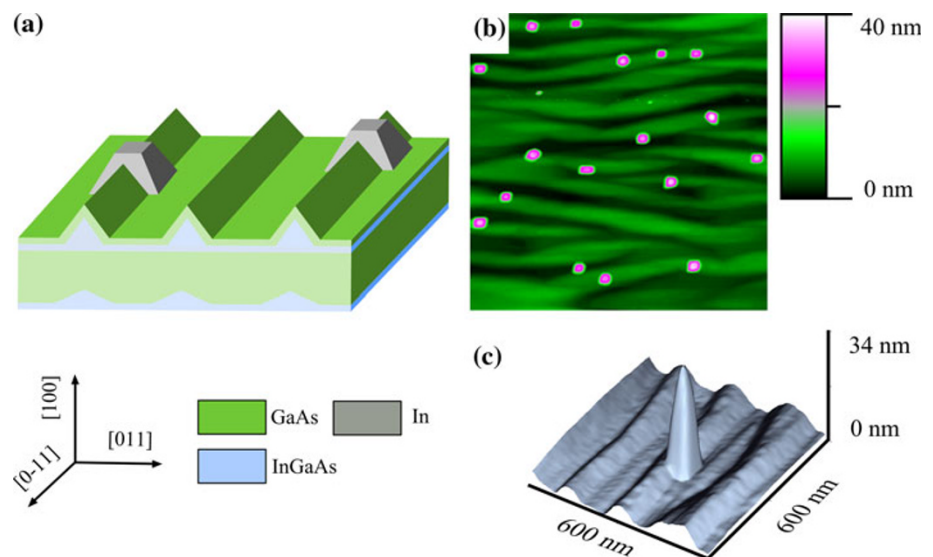 (a)
(b)
40 nm
0 nm
(c)
34 nm
0 nm
600 nm
600 nm
[100]
[011]
[0-11]
GaAs
In
InGaAs